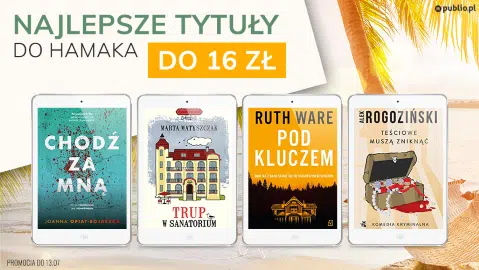 NAJLEPSZE TYTUŁY
DO HAMAKA
DO 16 ZŁ
publio.pl
CHODŹ
ZA
MNĄ
JOANNA OPIAT-BOJARSKA
MARTA MATYSZCZAK
TRUP
W SANATORIUM
RUTH WARE
POD
KLUCZEM
ALEK ROGOZIŃSKI
TEŚCIOWE
MUSZĄ ZNIKNĄĆ
KOMEDIA KRYMINALNA
PROMOCJA DO 13.07